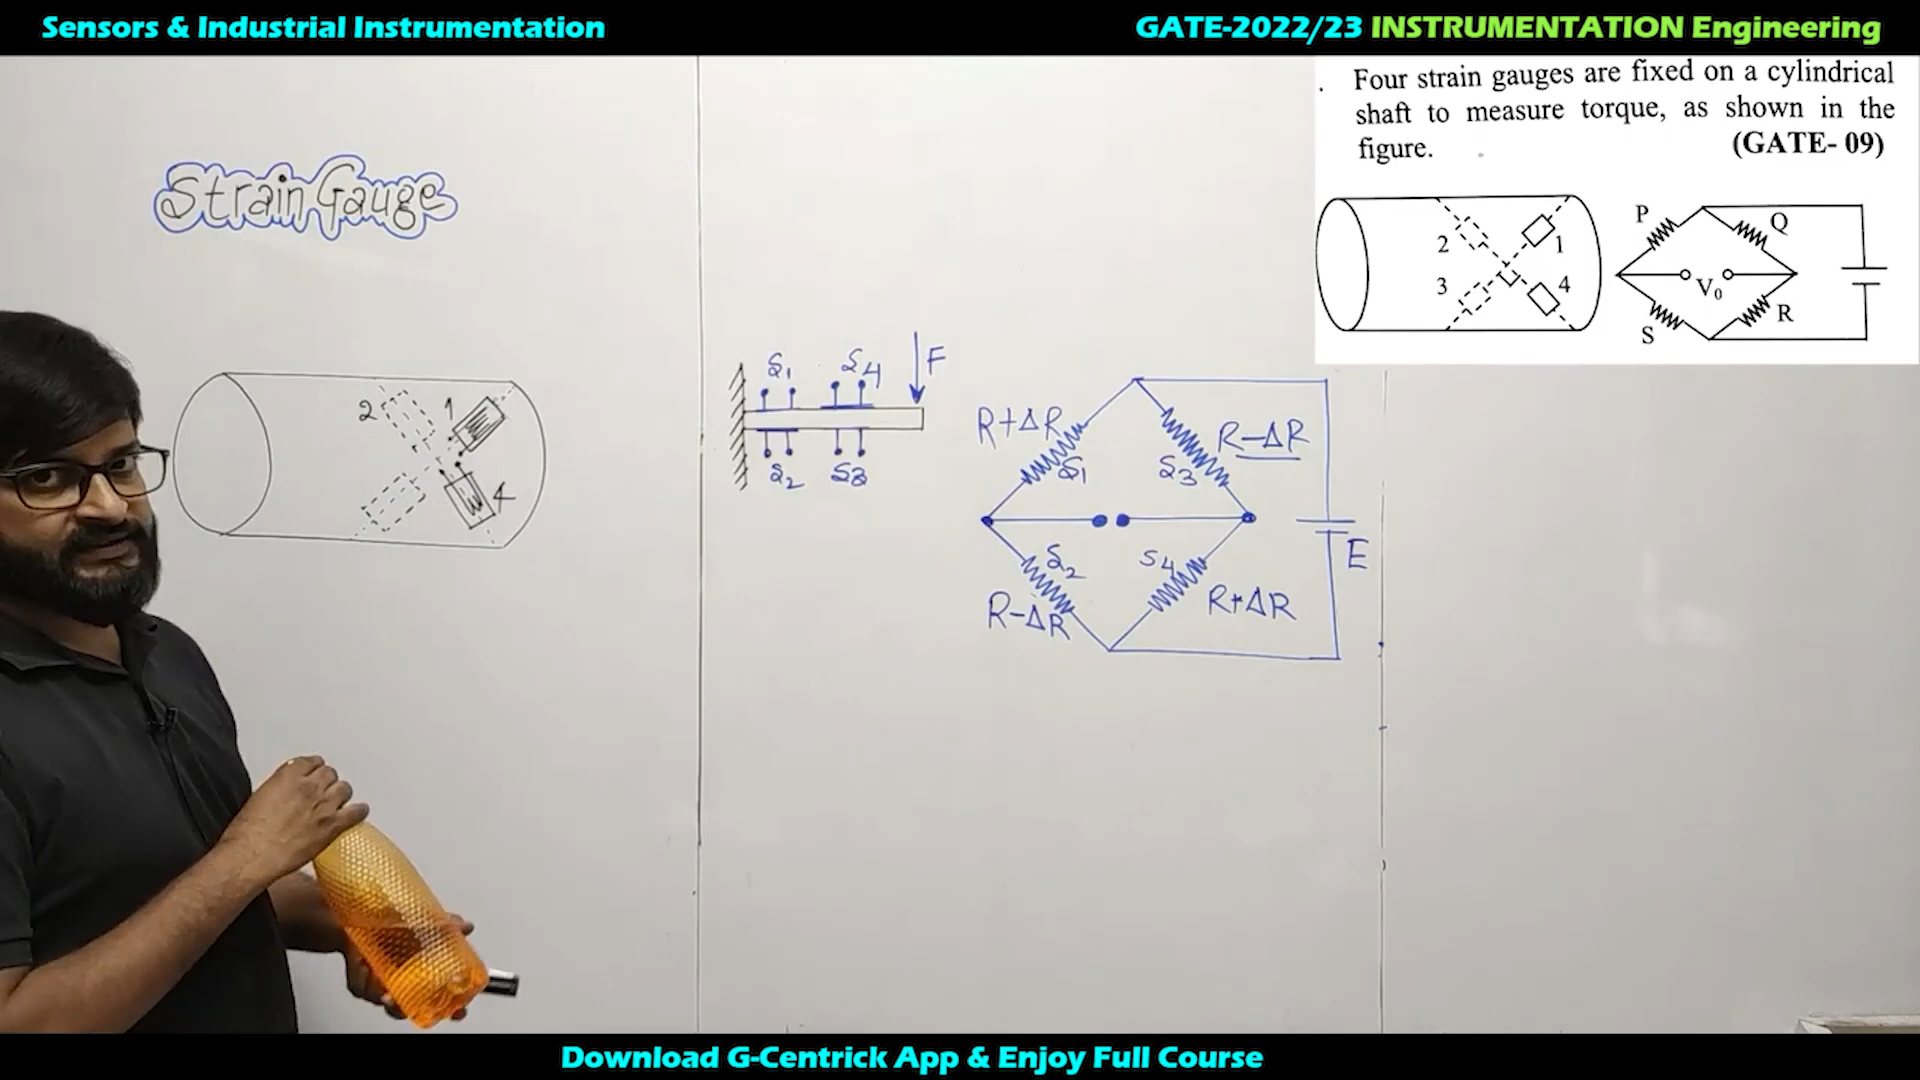 Sensors & Industrial Instrumentation
GATE-2022/23 INSTRUMENTATION Engineering
. Four strain gauges are fixed on a cylindrical
shaft to measure torque, as shown in the
figure. (GATE- 09)
2 1
3 4
P Q
V0
S R
Strain Gauge
2 1
4
S1 S4 F
S2 S3
R+ΔR R-ΔR
S1 S3
E
S2 S4
R-ΔR R+ΔR
Download G-Centrick App & Enjoy Full Course